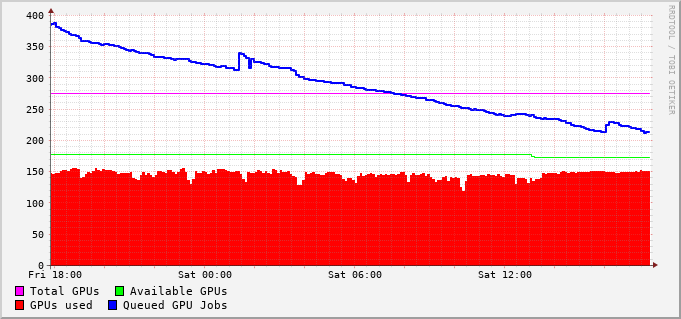 400
350
300
250
200
150
100
50
0
Fri 18:00 Sat 00:00 Sat 06:00 Sat 12:00
Total GPUs Available GPUs
GPUs used Queued GPU Jobs
RRDTOOL / TOBI OETIKER